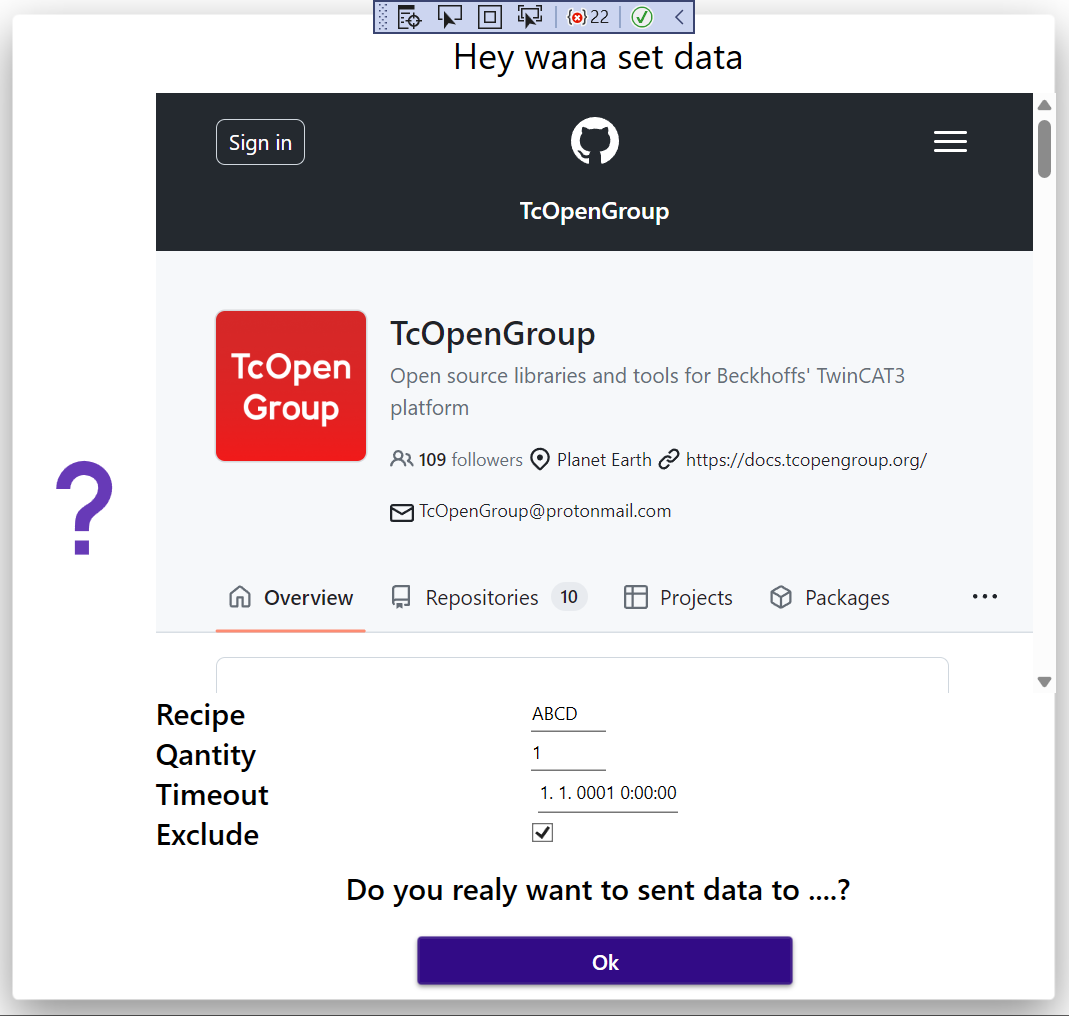 22
Hey wana set data
Sign in
TcOpenGroup
TcOpen
Group
TcOpenGroup
Open source libraries and tools for Beckhoffs' TwinCAT3
platform
109 followers Planet Earth https://docs.tcopengroup.org/
TcOpenGroup@protonmail.com
?
Overview Repositories 10 Projects Packages ...
Recipe ABCD
Qantity 1
Timeout 1. 1. 0001 0:00:00
Exclude
Do you realy want to sent data to ....?
Ok